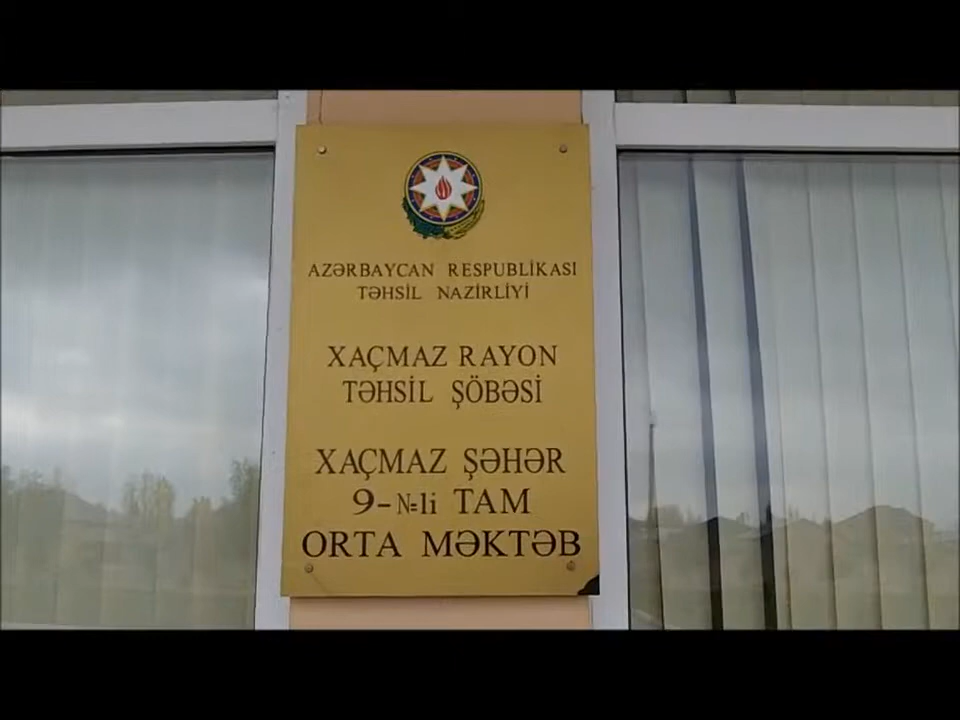 AZƏRBAYCAN RESPUBLİKASI
TƏHSİL NAZİRLİYİ
XAÇMAZ RAYON
TƏHSİL ŞÖBƏSİ
XAÇMAZ ŞƏHƏR
9-№li TAM
ORTA MƏKTƏB